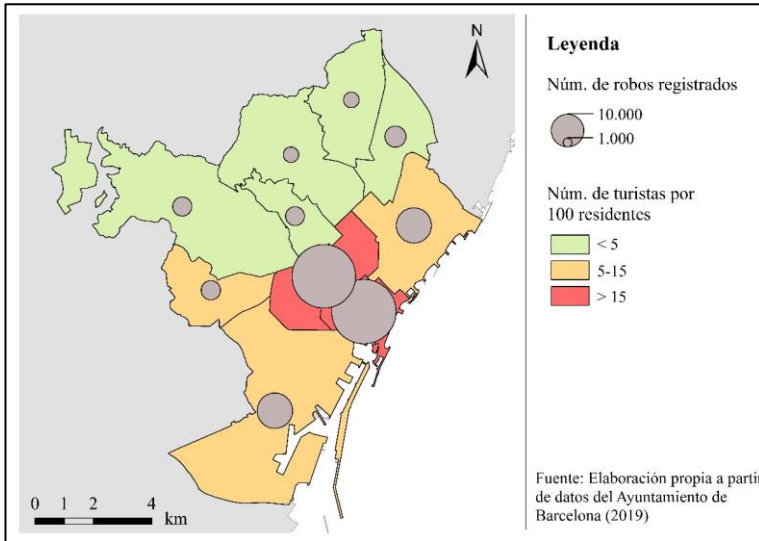 Leyenda
Núm. de robos registrados
10.000
1.000
Núm. de turistas por
100 residentes
< 5
5-15
> 15
N
0 1 2 4
km
Fuente: Elaboración propia a partir
de datos del Ayuntamiento de
Barcelona (2019)